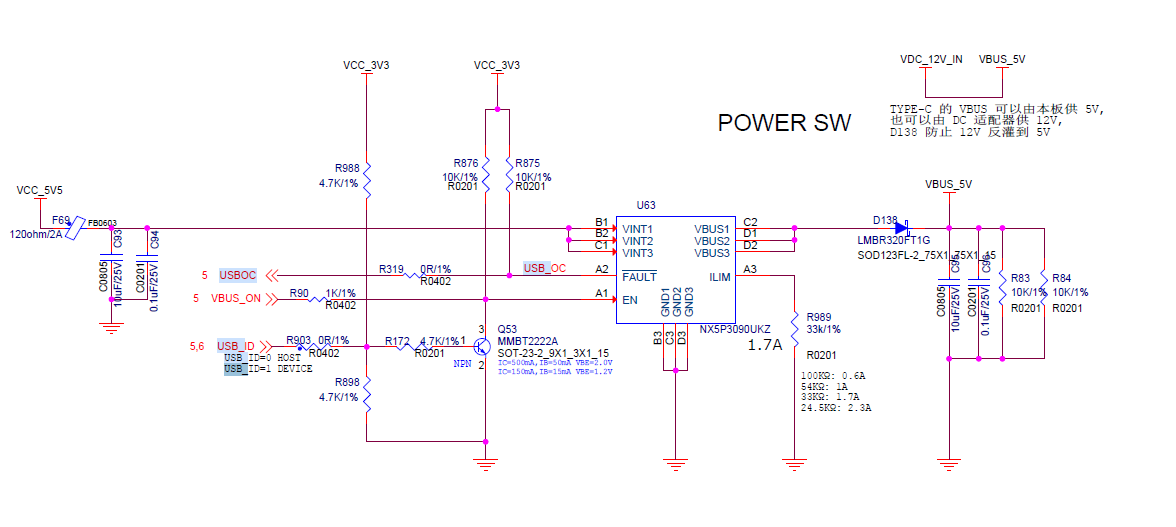 VDC_12V_IN
VBUS_5V
VCC_3V3
VCC_3V3
TYPE-C 的 VBUS 可以由本板供 5V,
也可以由 DC 适配器供 12V,
D138 防止 12V 反灌到 5V
POWER SW
R988
4.7K/1%
R876
10K/1%
R0201
R875
10K/1%
R0201
VCC_5V5
VBUS_5V
F69
FB0603
120ohm/2A
C93
C0805
10uF/25V
C94
C0201
0.1uF/25V
U63
B1
B2
C1
A2
A1
VINT1
VINT2
VINT3
FAULT
EN
VBUS1
VBUS2
VBUS3
ILIM
C2
D1
D2
A3
GND1
GND2
GND3
B3
C3
D3
NX5P3090UKZ
1.7A
D138
LMBR320FT1G
SOD123FL-2_75X1_75X1_15
C0805
10uF/25V
C0201
0.1uF/25V
R83
10K/1%
R0201
R84
10K/1%
R0201
5
USBOC
R319
0R/1%
R0402
USB_OC
5
VBUS_ON
R90
1K/1%
R0402
5,6
USB_ID
R903
0R/1%
R0402
USB_ID=0 HOST
USB_ID=1 DEVICE
R172
4.7K/1%
R0201
1
3
2
NPN
Q53
MMBT2222A
SOT-23-2_9X1_3X1_15
IC=500mA,IB=50mA VBE=2.0V
IC=150mA,IB=15mA VBE=1.2V
R898
4.7K/1%
R989
33k/1%
R0201
100KΩ: 0.6A
54KΩ: 1A
33KΩ: 1.7A
24.5KΩ: 2.3A